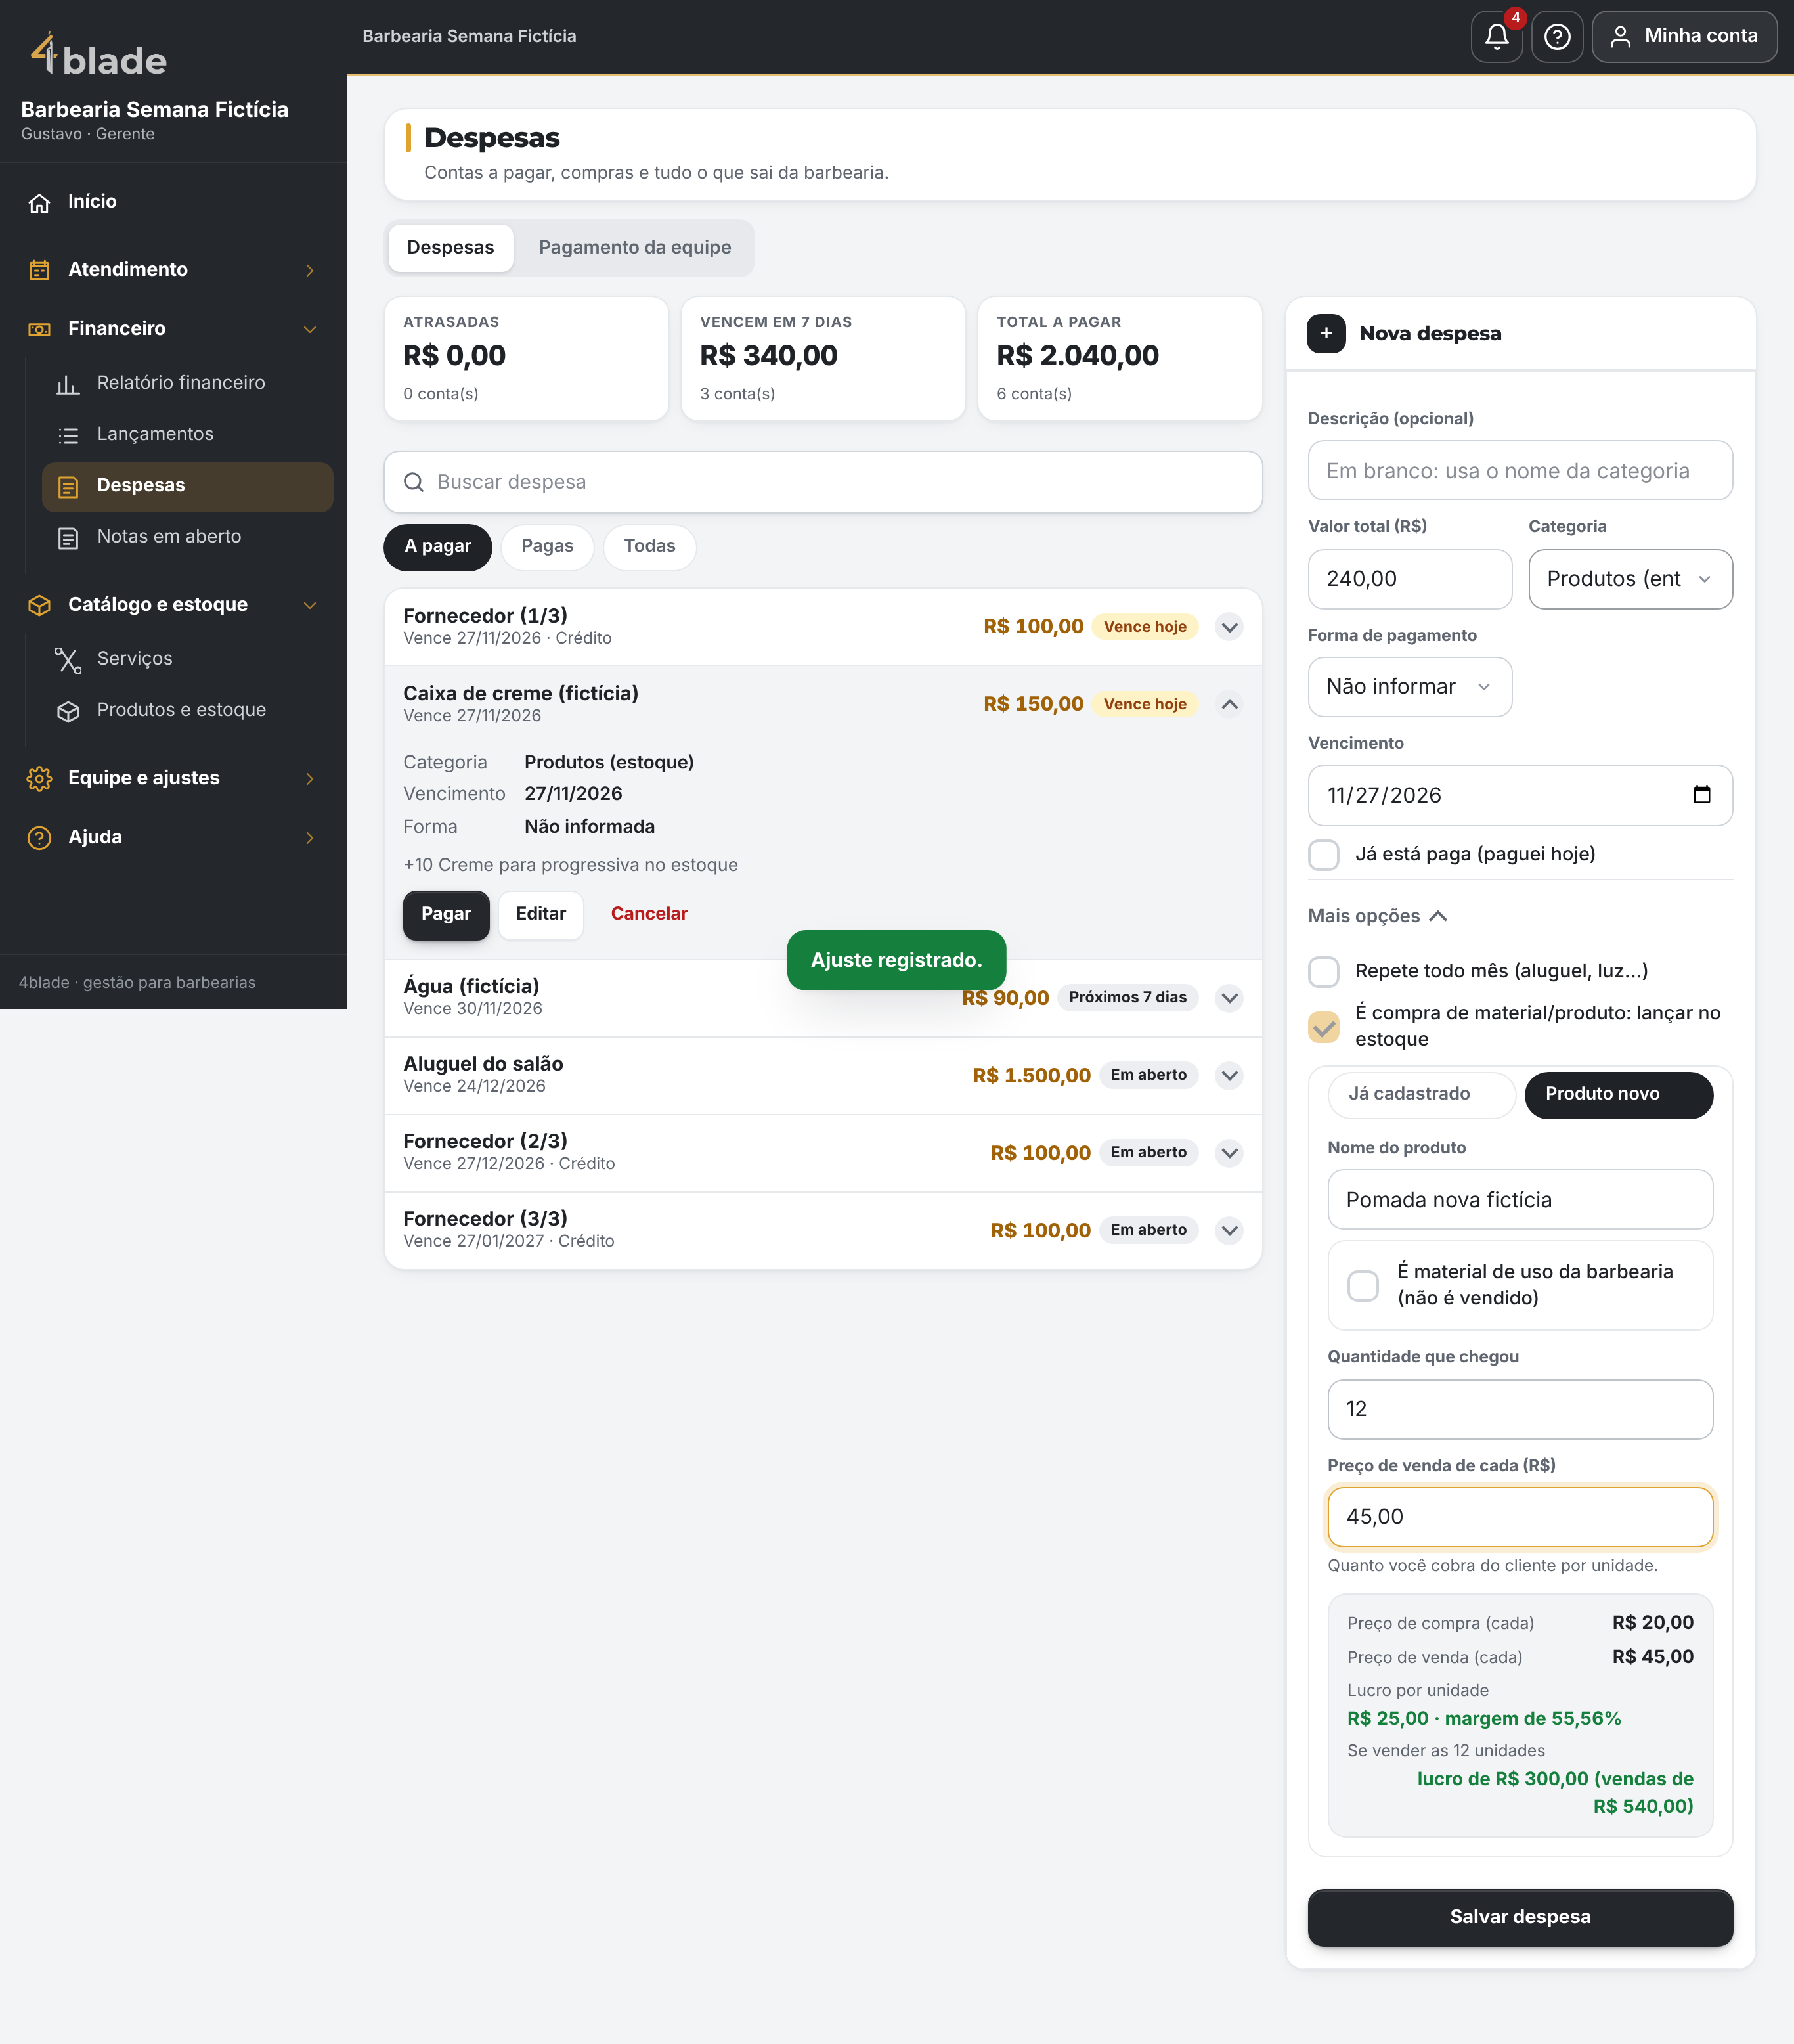 4blade
Barbearia Semana Fictícia
Gustavo · Gerente
Início
Atendimento
Financeiro
Relatório financeiro
Lançamentos
Despesas
Notas em aberto
Catálogo e estoque
Serviços
Produtos e estoque
Equipe e ajustes
Ajuda
4blade · gestão para barbearias
Barbearia Semana Fictícia
4
Minha conta
Despesas
Contas a pagar, compras e tudo o que sai da barbearia.
Despesas
Pagamento da equipe
ATRASADAS
R$ 0,00
0 conta(s)
VENCEM EM 7 DIAS
R$ 340,00
3 conta(s)
TOTAL A PAGAR
R$ 2.040,00
6 conta(s)
Buscar despesa
A pagar
Pagas
Todas
Fornecedor (1/3)
Vence 27/11/2026 · Crédito
R$ 100,00
Vence hoje
Caixa de creme (fictícia)
Vence 27/11/2026
R$ 150,00
Vence hoje
Categoria Produtos (estoque)
Vencimento 27/11/2026
Forma Não informada
+10 Creme para progressiva no estoque
Pagar
Editar
Cancelar
Ajuste registrado.
Água (fictícia)
Vence 30/11/2026
R$ 90,00
Próximos 7 dias
Aluguel do salão
Vence 24/12/2026
R$ 1.500,00
Em aberto
Fornecedor (2/3)
Vence 27/12/2026 · Crédito
R$ 100,00
Em aberto
Fornecedor (3/3)
Vence 27/01/2027 · Crédito
R$ 100,00
Em aberto
+ Nova despesa
Descrição (opcional)
Em branco: usa o nome da categoria
Valor total (R$)
240,00
Categoria
Produtos (ent
Forma de pagamento
Não informar
Vencimento
11/27/2026
Já está paga (paguei hoje)
Mais opções
Repete todo mês (aluguel, luz...)
É compra de material/produto: lançar no
estoque
Já cadastrado
Produto novo
Nome do produto
Pomada nova fictícia
É material de uso da barbearia
(não é vendido)
Quantidade que chegou
12
Preço de venda de cada (R$)
45,00
Quanto você cobra do cliente por unidade.
Preço de compra (cada) R$ 20,00
Preço de venda (cada) R$ 45,00
Lucro por unidade
R$ 25,00 · margem de 55,56%
Se vender as 12 unidades
lucro de R$ 300,00 (vendas de
R$ 540,00)
Salvar despesa